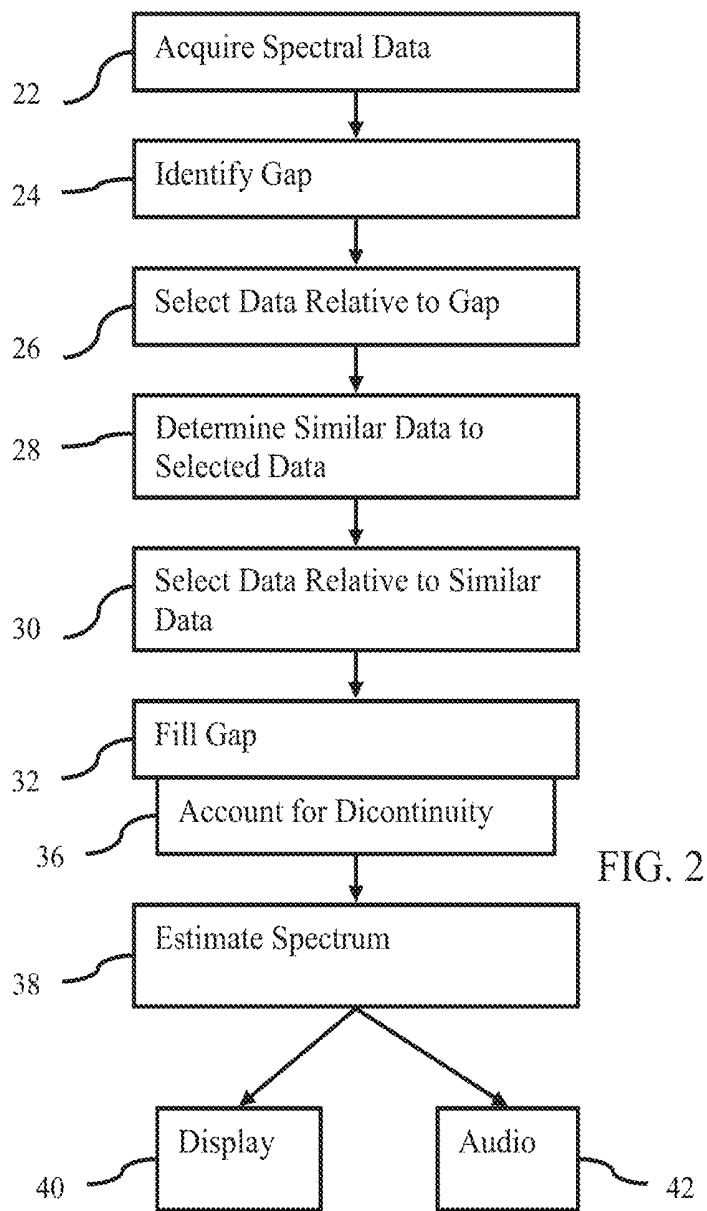 Acquire Spectral Data
22
Identify Gap
24
Select Data Relative to Gap
26
Determine Similar Data to
Selected Data
28
Select Data Relative to Similar
Data
30
Fill Gap
32
Account for Dicontinuity
36
FIG. 2
Estimate Spectrum
38
Display
Audio
40
42